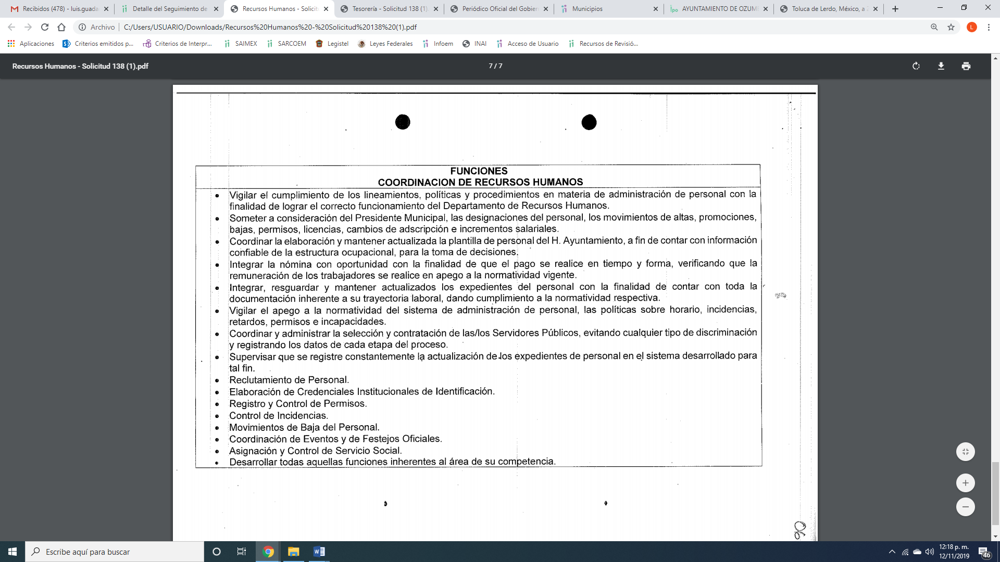 Recibidos (478) - luis.guada
Detalle del Seguimiento de
Recursos Humanos - Solicit
Tesorería - Solicitud 138 (1)
Periódico Oficial del Gobier
Municipios
AYUNTAMIENTO DE OZUM
Toluca de Lerdo, México, a
Archivo
C:/Users/USUARIO/Downloads/Recursos%20Humanos%20-%20Solicitud%20138%20(1).pdf
L
Aplicaciones
Criterios emitidos p...
Criterios de Interpr...
SAIMEX
SARCOEM
Legistel
Leyes Federales
Infoem
INAI
Acceso de Usuario
Recursos de Revisió...
Recursos Humanos - Solicitud 138 (1).pdf
7 / 7
FUNCIONES
COORDINACION DE RECURSOS HUMANOS
• Vigilar el cumplimiento de los lineamientos, políticas y procedimientos en materia de administración de personal con la
finalidad de lograr el correcto funcionamiento del Departamento de Recursos Humanos.
• Someter a consideración del Presidente Municipal, las designaciones del personal, los movimientos de altas, promociones,
bajas, permisos, licencias, cambios de adscripción e incrementos salariales.
• Coordinar la elaboración y mantener actualizada la plantilla de personal del H. Ayuntamiento, a fin de contar con información
confiable de la estructura ocupacional, para la toma de decisiones.
• Integrar la nómina con oportunidad con la finalidad de que el pago se realice en tiempo y forma, verificando que la
remuneración de los trabajadores se realice en apego a la normatividad vigente.
• Integrar, resguardar y mantener actualizados los expedientes del personal con la finalidad de contar con toda la
documentación inherente a su trayectoria laboral, dando cumplimiento a la normatividad respectiva.
• Vigilar el apego a la normatividad del sistema de administración de personal, las políticas sobre horario, incidencias,
retardos, permisos e incapacidades.
• Coordinar y administrar la selección y contratación de las/los Servidores Públicos, evitando cualquier tipo de discriminación
y registrando los datos de cada etapa del proceso.
• Supervisar que se registre constantemente la actualización de los expedientes de personal en el sistema desarrollado para
tal fin.
• Reclutamiento de Personal.
• Elaboración de Credenciales Institucionales de Identificación.
• Registro y Control de Permisos.
• Control de Incidencias.
• Movimientos de Baja del Personal.
• Coordinación de Eventos y de Festejos Oficiales.
• Asignación y Control de Servicio Social.
• Desarrollar todas aquellas funciones inherentes al área de su competencia.
Escribe aquí para buscar
12:18 p. m.
12/11/2019
46